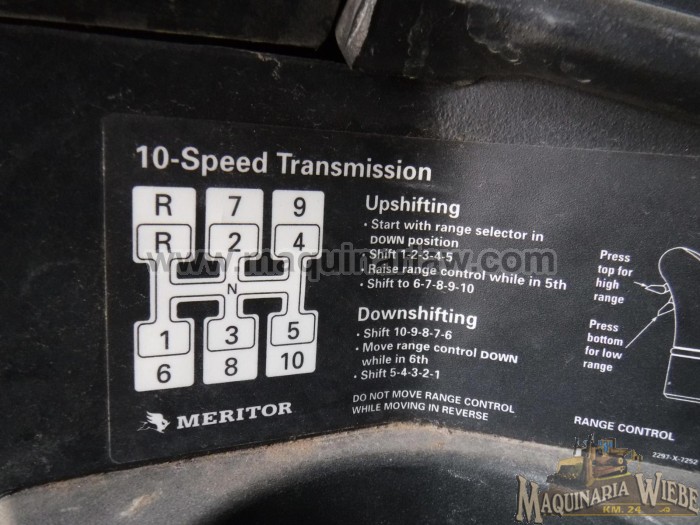 10-Speed Transmission
R 7 9
R 2 4
N
1 3 5
6 8 10
MERITOR
Upshifting
• Start with range selector in
DOWN position
• Shift 1-2-3-4-5
• Raise range control while in 5th
• Shift to 6-7-8-9-10
Downshifting
• Shift 10-9-8-7-6
• Move range control DOWN
while in 6th
• Shift 5-4-3-2-1
DO NOT MOVE RANGE CONTROL
WHILE MOVING IN REVERSE
Press
top for
high
range
Press
bottom
for low
range
RANGE CONTROL
2297-X-7252
MAQUINARIA WIEBE
KM. 24